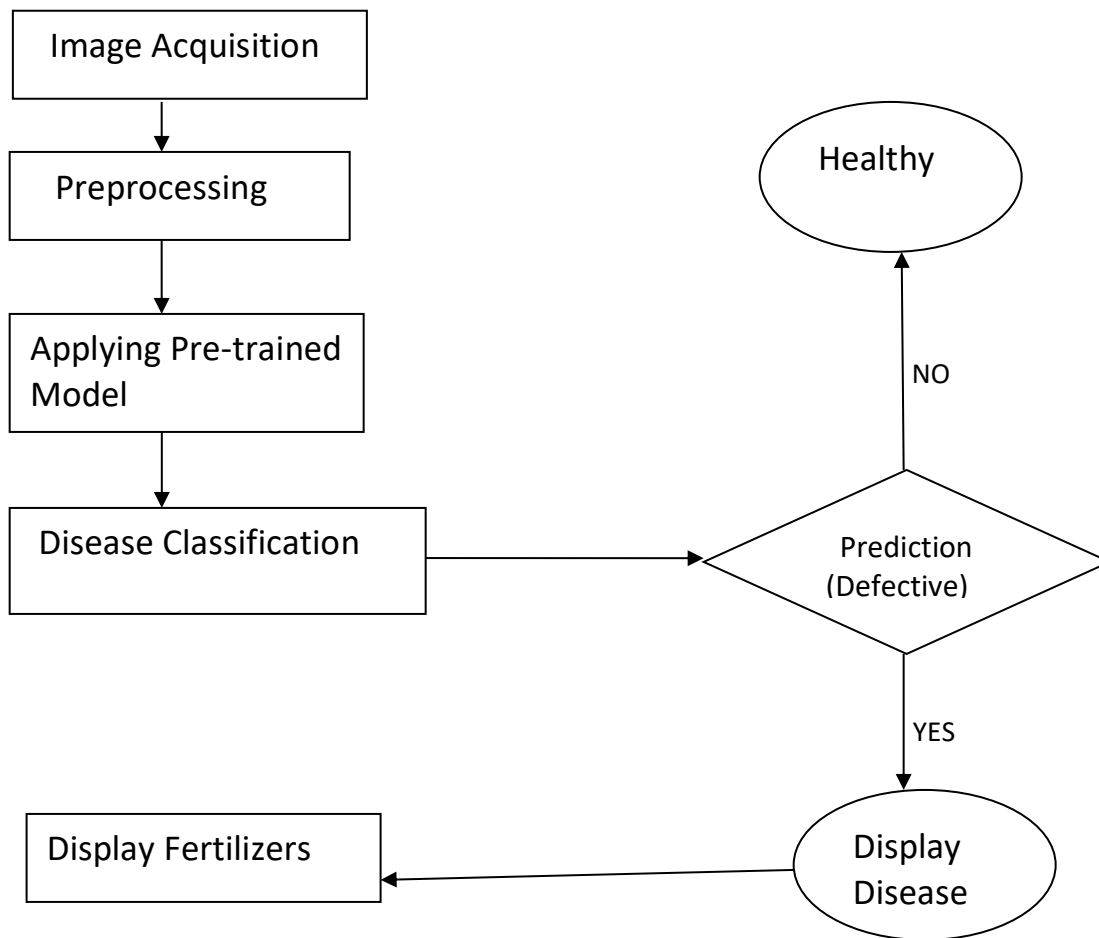 Image Acquisition
Preprocessing
Healthy
Applying Pre-trained
Model
NO
Disease Classification
Prediction
(Defective)
YES
Display Fertilizers
Display
Disease